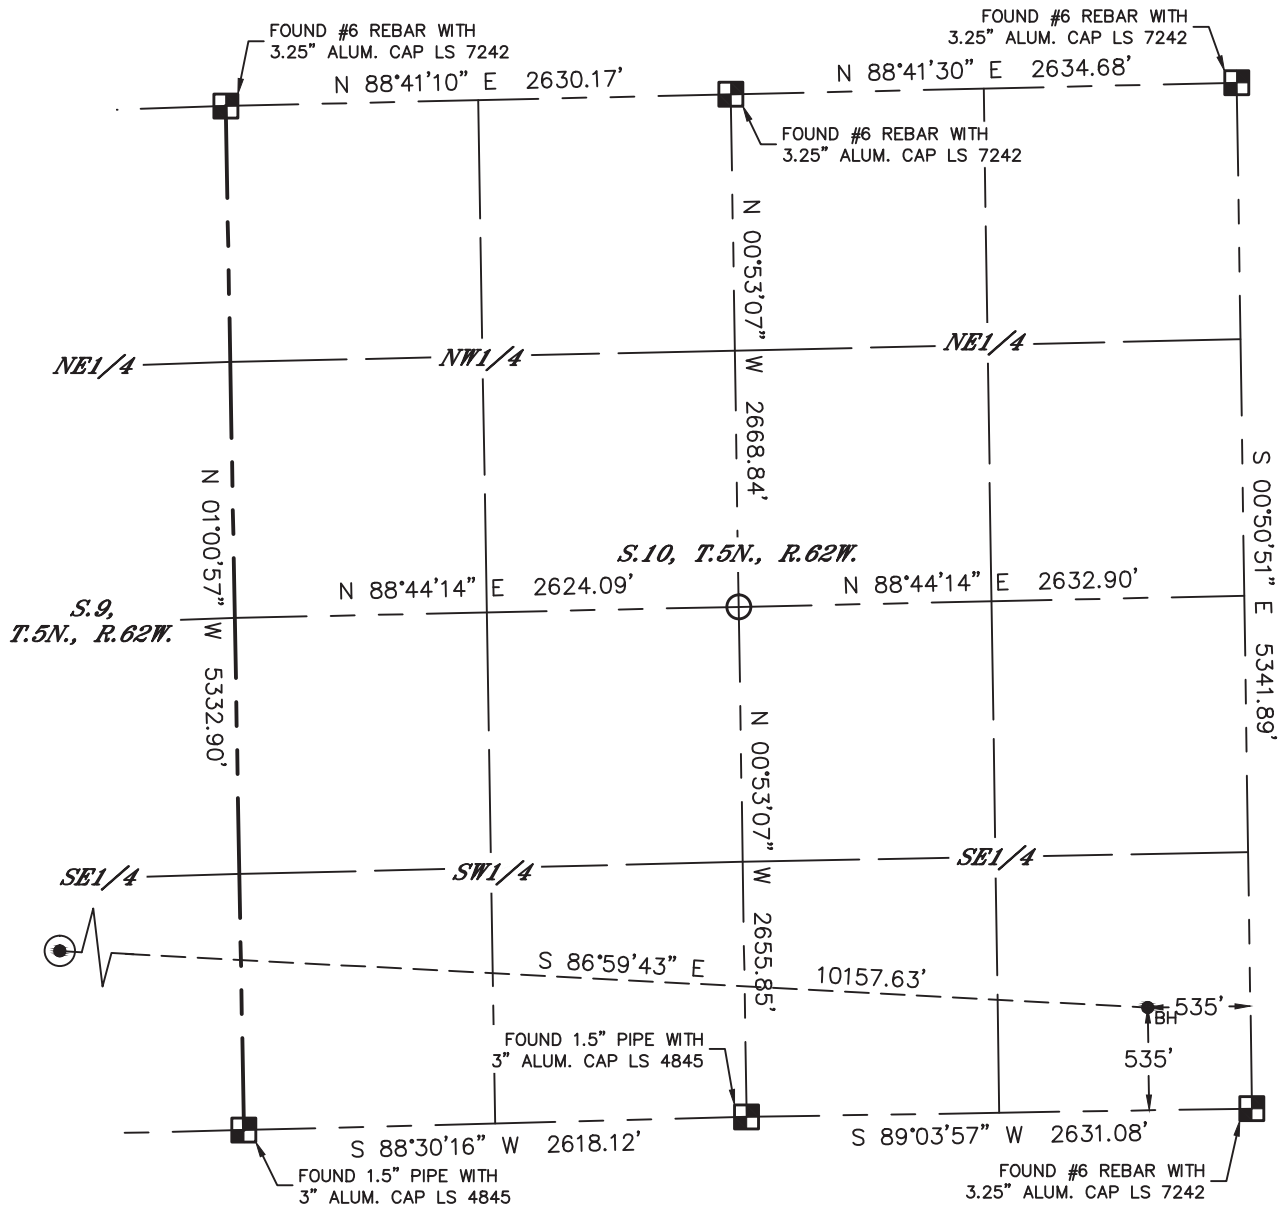 FOUND #6 REBAR WITH
3.25" ALUM. CAP LS 7242
FOUND #6 REBAR WITH
3.25" ALUM. CAP LS 7242
N 88°41'10" E 2630.17'
N 88°41'30" E 2634.68'
FOUND #6 REBAR WITH
3.25" ALUM. CAP LS 7242
N 00°53'07" W 2668.84'
NE1/4
NW1/4
NE1/4
N 01°00'57" W 5332.90'
S 00°50'51" E 5341.89'
S.10, T.5N., R.62W.
N 88°44'14" E 2624.09'
N 88°44'14" E 2632.90'
S.9,
T.5N., R.62W.
N 00°53'07" W 2655.85'
SE1/4
SW1/4
SE1/4
S 86°59'43" E 10157.63'
BH
535'
535'
FOUND 1.5" PIPE WITH
3" ALUM. CAP LS 4845
S 88°30'16" W 2618.12'
S 89°03'57" W 2631.08'
FOUND 1.5" PIPE WITH
3" ALUM. CAP LS 4845
FOUND #6 REBAR WITH
3.25" ALUM. CAP LS 7242